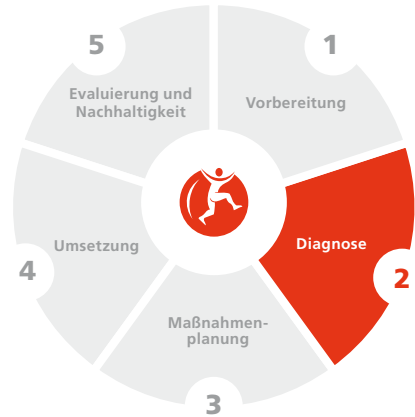 1
Vorbereitung
Diagnose
2
Maßnahmen-
planung
3
Umsetzung
4
5
Evaluierung und
Nachhaltigkeit